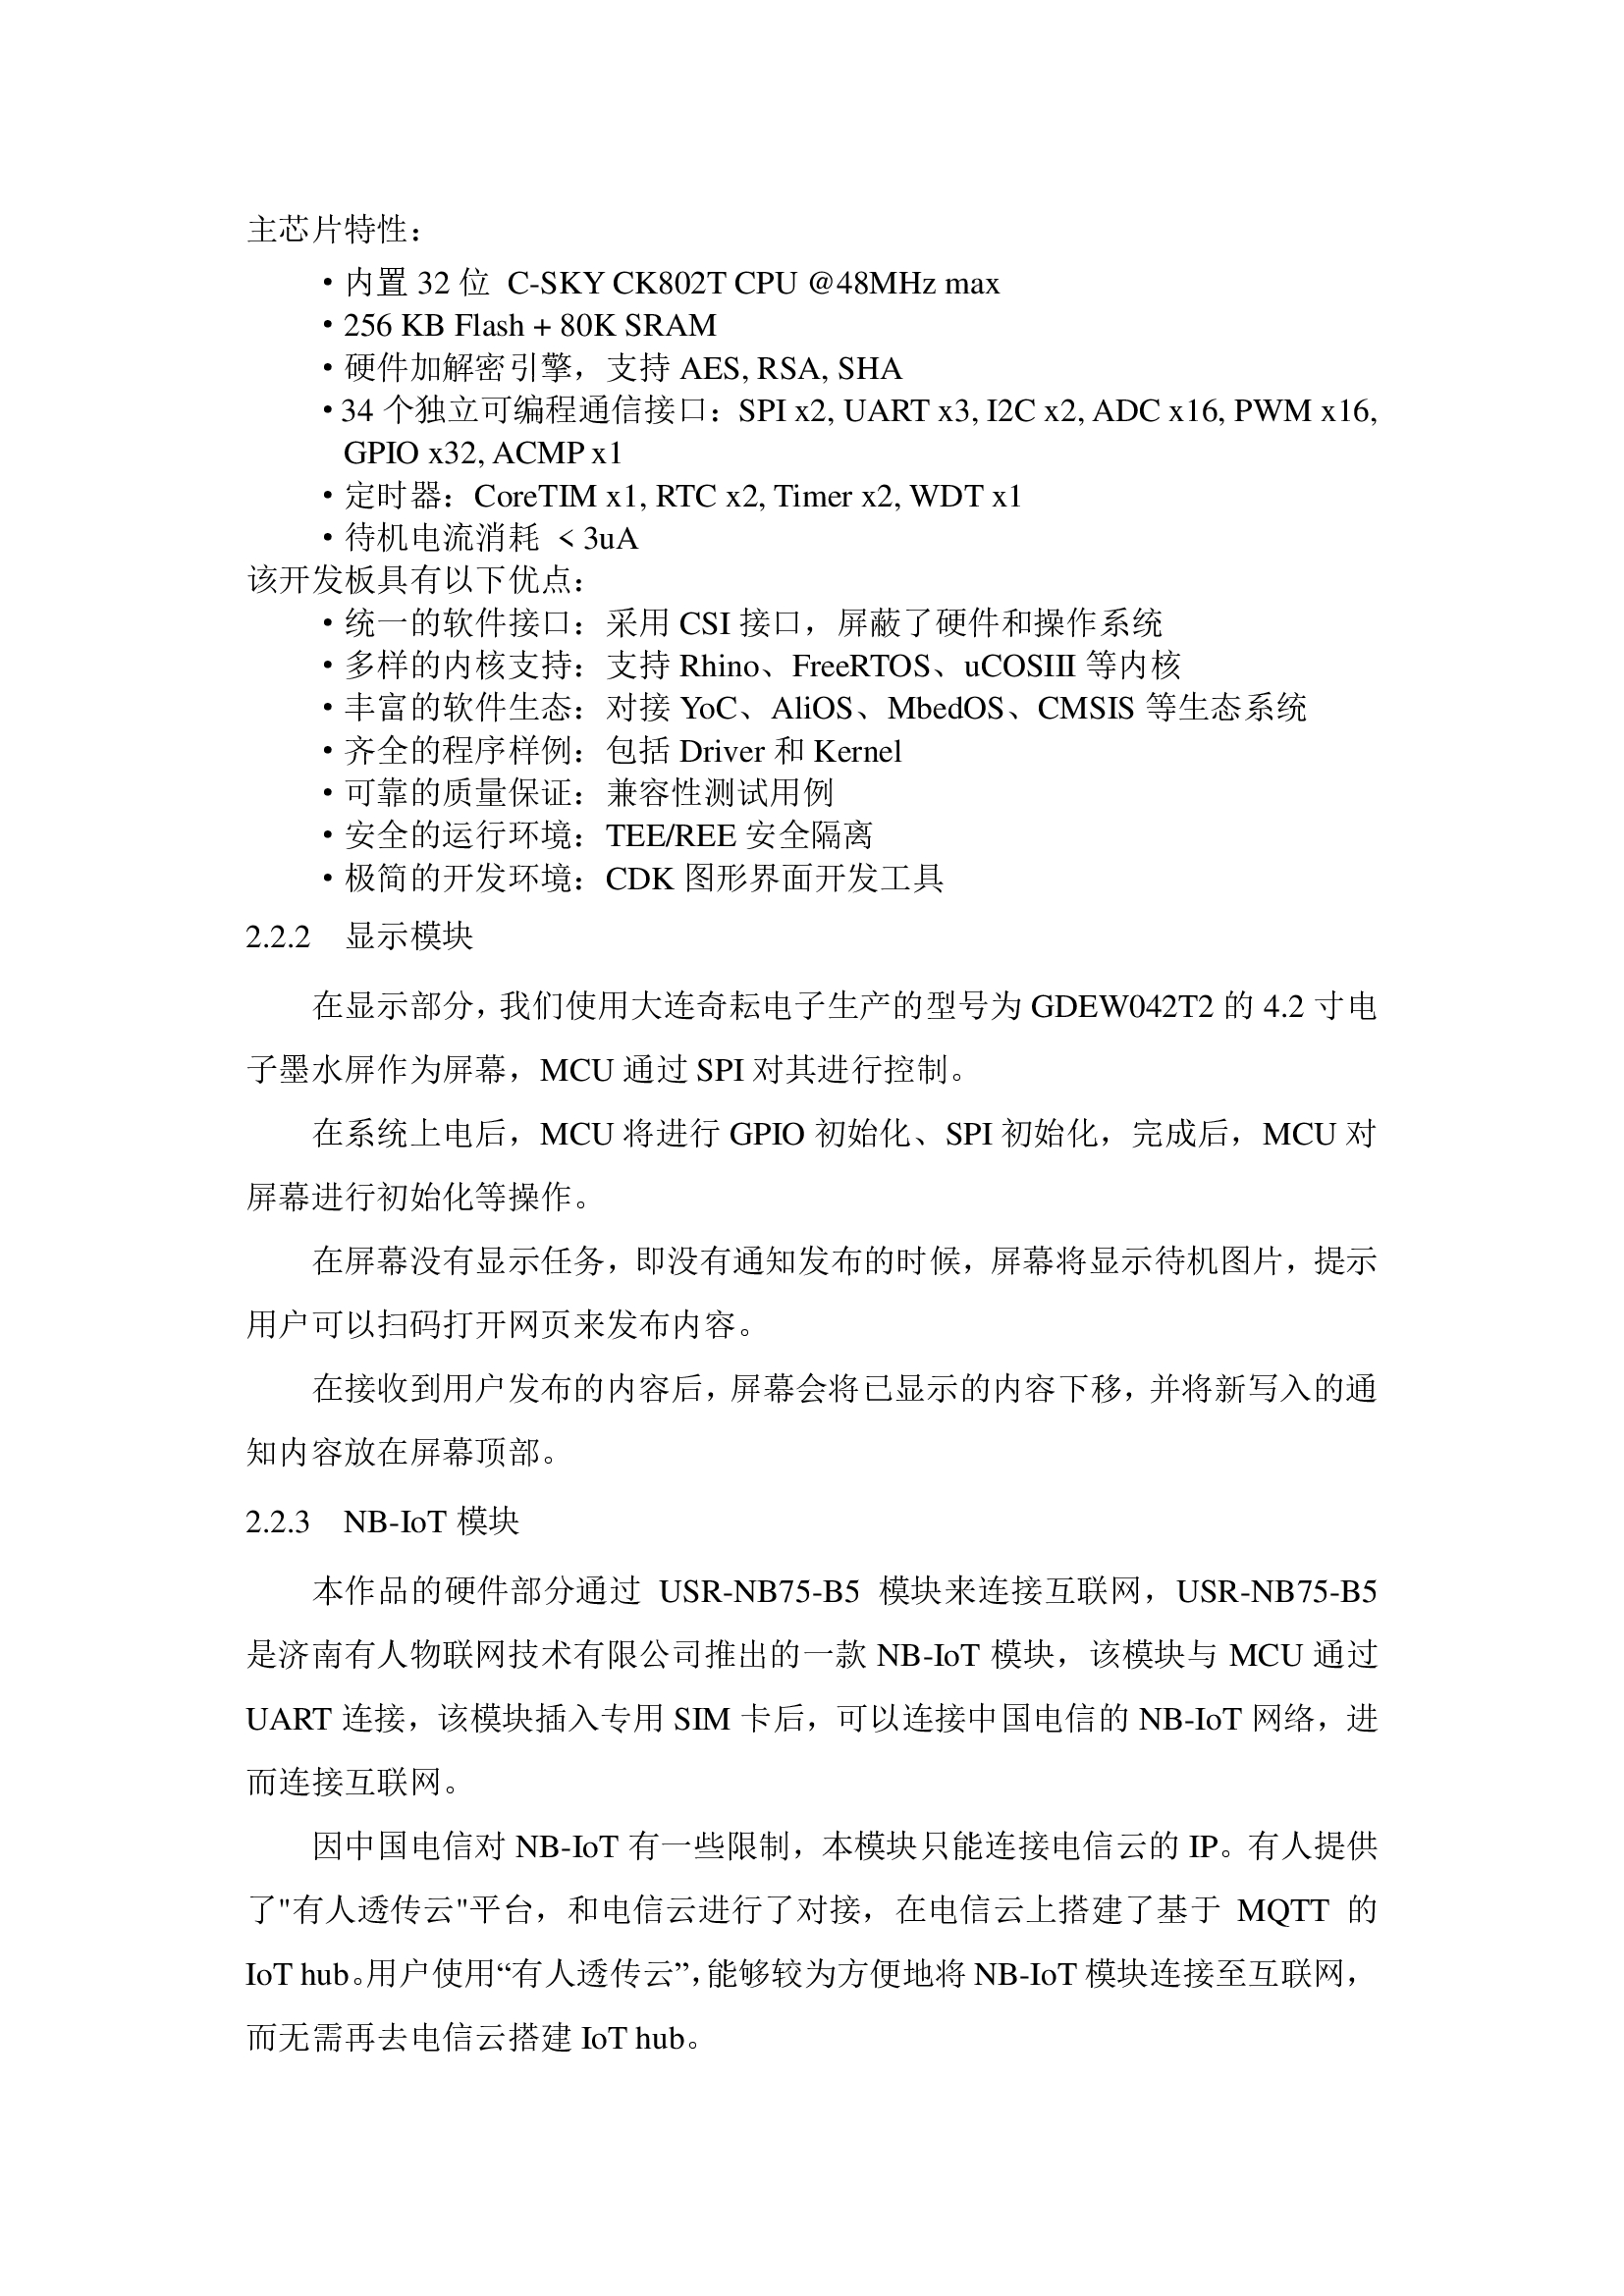 主芯片特性：
·内置 32 位 C-SKY CK802T CPU @48MHz max
·256 KB Flash + 80K SRAM
·硬件加解密引擎，支持 AES, RSA, SHA
·34 个独立可编程通信接口：SPI x2, UART x3, I2C x2, ADC x16, PWM x16,
GPIO x32, ACMP x1
·定时器：CoreTIM x1, RTC x2, Timer x2, WDT x1
·待机电流消耗 < 3uA
该开发板具有以下优点：
·统一的软件接口：采用 CSI 接口，屏蔽了硬件和操作系统
·多样的内核支持：支持 Rhino、FreeRTOS、uCOSIII 等内核
·丰富的软件生态：对接 YoC、AliOS、MbedOS、CMSIS 等生态系统
·齐全的程序样例：包括 Driver 和 Kernel
·可靠的质量保证：兼容性测试用例
·安全的运行环境：TEE/REE 安全隔离
·极简的开发环境：CDK 图形界面开发工具
2.2.2 显示模块
在显示部分，我们使用大连奇耘电子生产的型号为 GDEW042T2 的 4.2 寸电
子墨水屏作为屏幕，MCU 通过 SPI 对其进行控制。
在系统上电后，MCU 将进行 GPIO 初始化、SPI 初始化，完成后，MCU 对
屏幕进行初始化等操作。
在屏幕没有显示任务，即没有通知发布的时候，屏幕将显示待机图片，提示
用户可以扫码打开网页来发布内容。
在接收到用户发布的内容后，屏幕会将已显示的内容下移，并将新写入的通
知内容放在屏幕顶部。
2.2.3 NB-IoT 模块
本作品的硬件部分通过 USR-NB75-B5 模块来连接互联网，USR-NB75-B5
是济南有人物联网技术有限公司推出的一款 NB-IoT 模块，该模块与 MCU 通过
UART 连接，该模块插入专用 SIM 卡后，可以连接中国电信的 NB-IoT 网络，进
而连接互联网。
因中国电信对 NB-IoT 有一些限制，本模块只能连接电信云的 IP。有人提供
了"有人透传云"平台，和电信云进行了对接，在电信云上搭建了基于 MQTT 的
IoT hub。用户使用“有人透传云”，能够较为方便地将 NB-IoT 模块连接至互联网，
而无需再去电信云搭建 IoT hub。